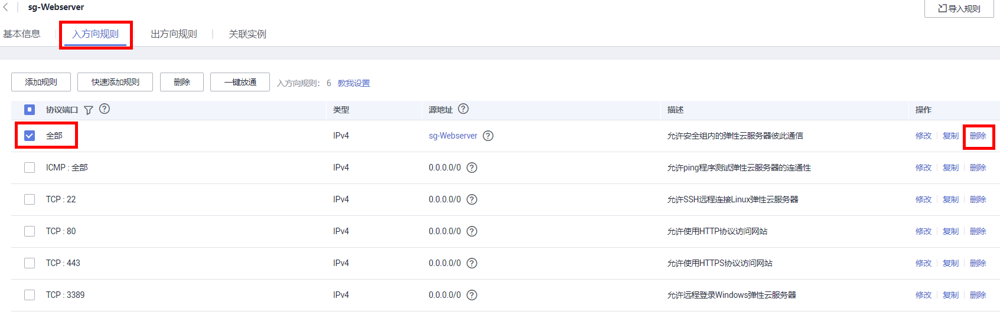 sg-Webserver
导入规则
基本信息 入方向规则 出方向规则 关联实例
添加规则 快速添加规则 删除 一键放通 入方向规则： 6 教我设置
协议端口 类型 源地址 描述 操作
全部 IPv4 sg-Webserver 允许安全组内的弹性云服务器彼此通信 修改 复制 删除
ICMP : 全部 IPv4 0.0.0.0/0 允许ping程序测试弹性云服务器的连通性 修改 复制 删除
TCP : 22 IPv4 0.0.0.0/0 允许SSH远程连接Linux弹性云服务器 修改 复制 删除
TCP : 80 IPv4 0.0.0.0/0 允许使用HTTP协议访问网站 修改 复制 删除
TCP : 443 IPv4 0.0.0.0/0 允许使用HTTPS协议访问网站 修改 复制 删除
TCP : 3389 IPv4 0.0.0.0/0 允许远程登录Windows弹性云服务器 修改 复制 删除